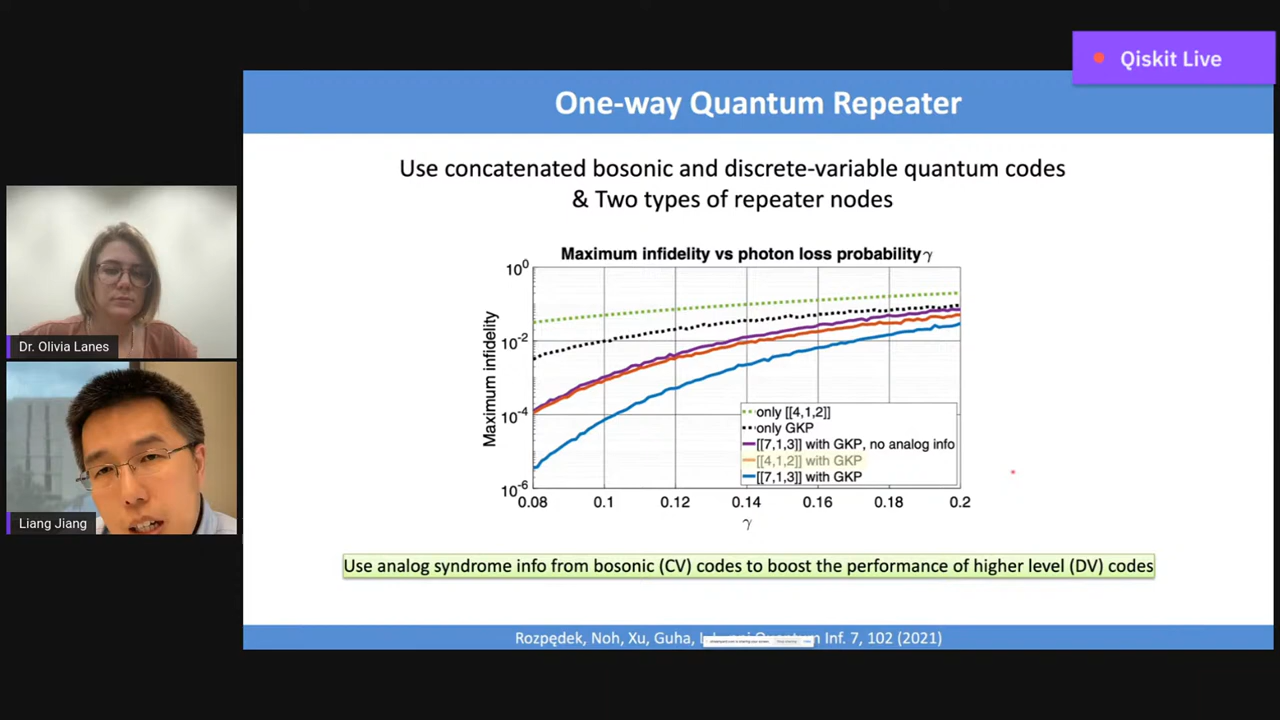 Qiskit Live
One-way Quantum Repeater
Use concatenated bosonic and discrete-variable quantum codes
& Two types of repeater nodes
Maximum infidelity vs photon loss probability γ
Maximum infidelity
10^0
10^-2
10^-4
10^-6
only [[4,1,2]]
only GKP
[[7,1,3]] with GKP, no analog info
[[4,1,2]] with GKP
[[7,1,3]] with GKP
0.08 0.1 0.12 0.14 0.16 0.18 0.2
γ
Use analog syndrome info from bosonic (CV) codes to boost the performance of higher level (DV) codes
Rozpędek, Noh, Xu, Guha, Quantum Inf. 7, 102 (2021)
Dr. Olivia Lanes
Liang Jiang